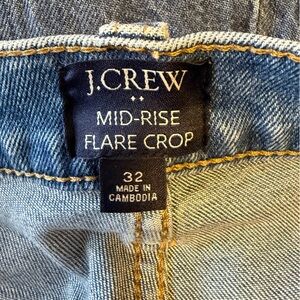 J.CREW
MID-RISE
FLARE CROP
32
MADE IN
CAMBODIA